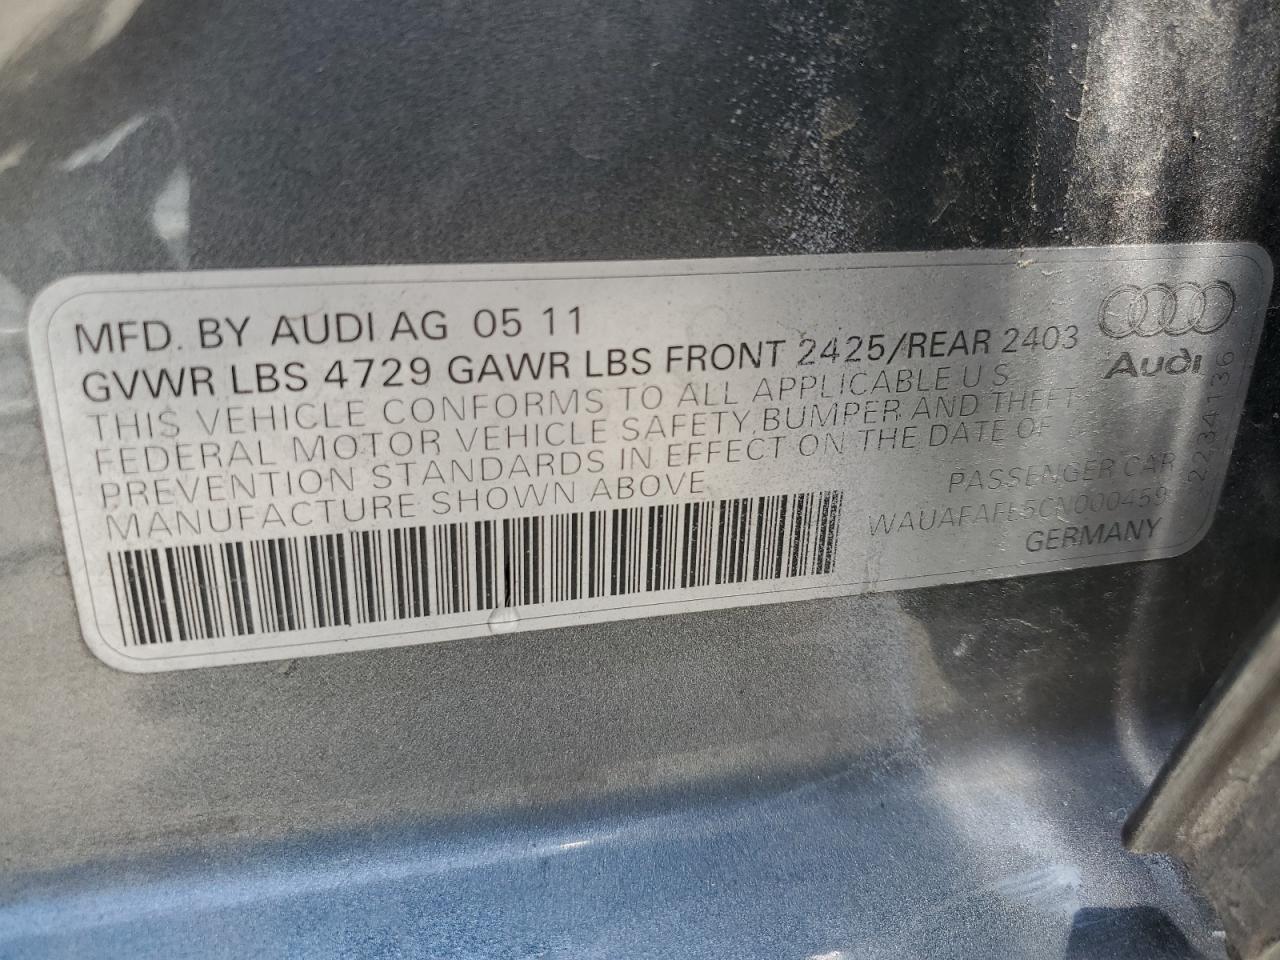 MFD. BY AUDI AG 05 11
GVWR LBS 4729 GAWR LBS FRONT 2425/REAR 2403
THIS VEHICLE CONFORMS TO ALL APPLICABLE U S
FEDERAL MOTOR VEHICLE SAFETY, BUMPER AND THEFT
PREVENTION STANDARDS IN EFFECT ON THE DATE OF
MANUFACTURE SHOWN ABOVE
Audi
PASSENGER CAR
WAUAFAFL5CN000459
GERMANY
2234136